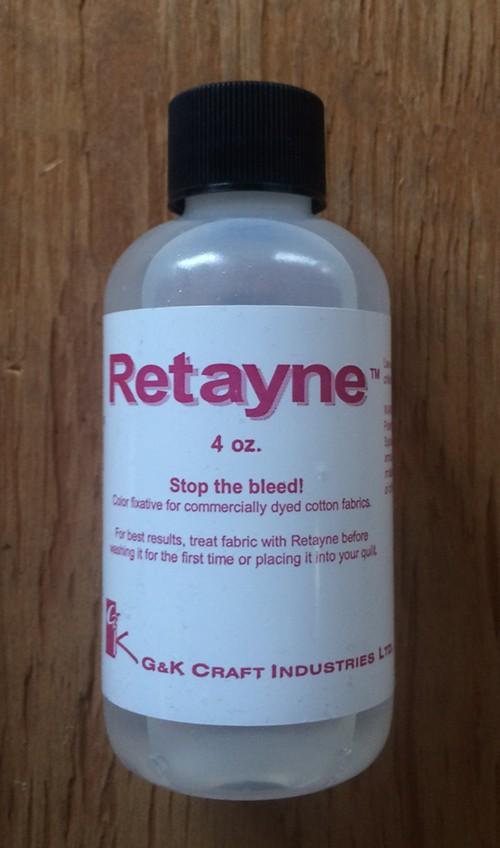 Retayne™
4 oz.
Stop the bleed!
Color fixative for commercially dyed cotton fabrics.
For best results, treat fabric with Retayne before
washing it for the first time or placing it into your quilt.
G&K
G&K CRAFT INDUSTRIES LTD.